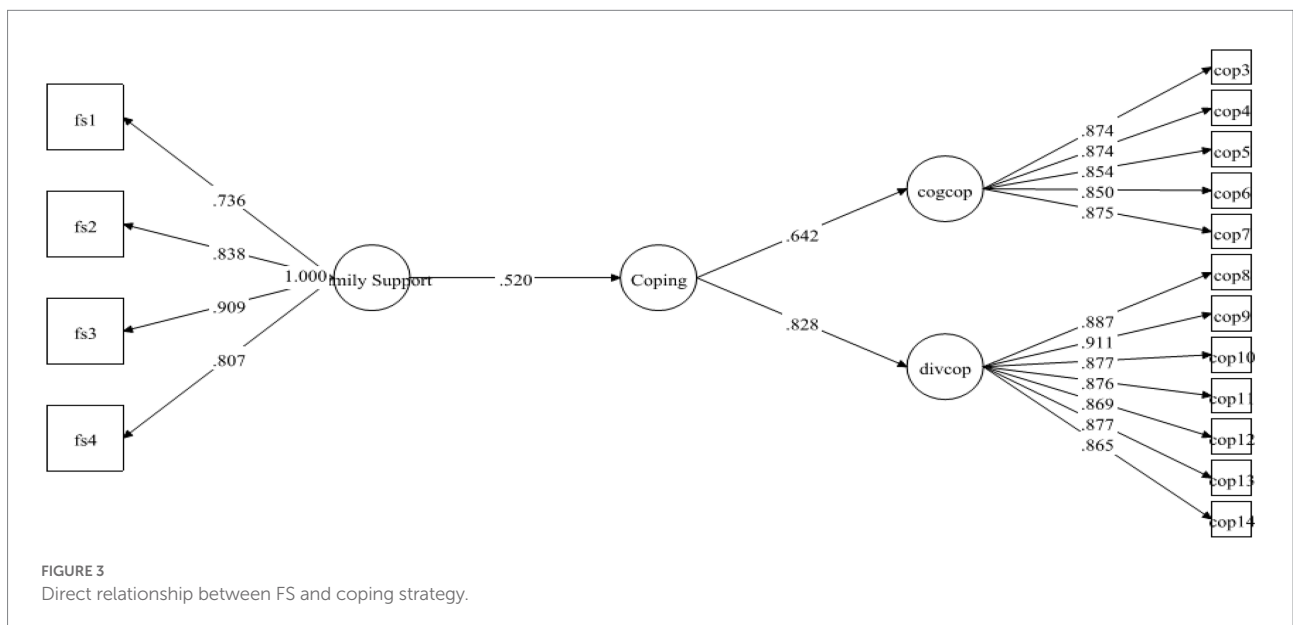 fs1
fs2
fs3
fs4
.736
.838
.909
.807
1.000
mily Support
.520
Coping
.642
.828
cogcop
divcop
.874
.874
.854
.850
.875
.887
.911
.877
.876
.869
.877
.865
cop3
cop4
cop5
cop6
cop7
cop8
cop9
cop10
cop11
cop12
cop13
cop14
FIGURE 3
Direct relationship between FS and coping strategy.